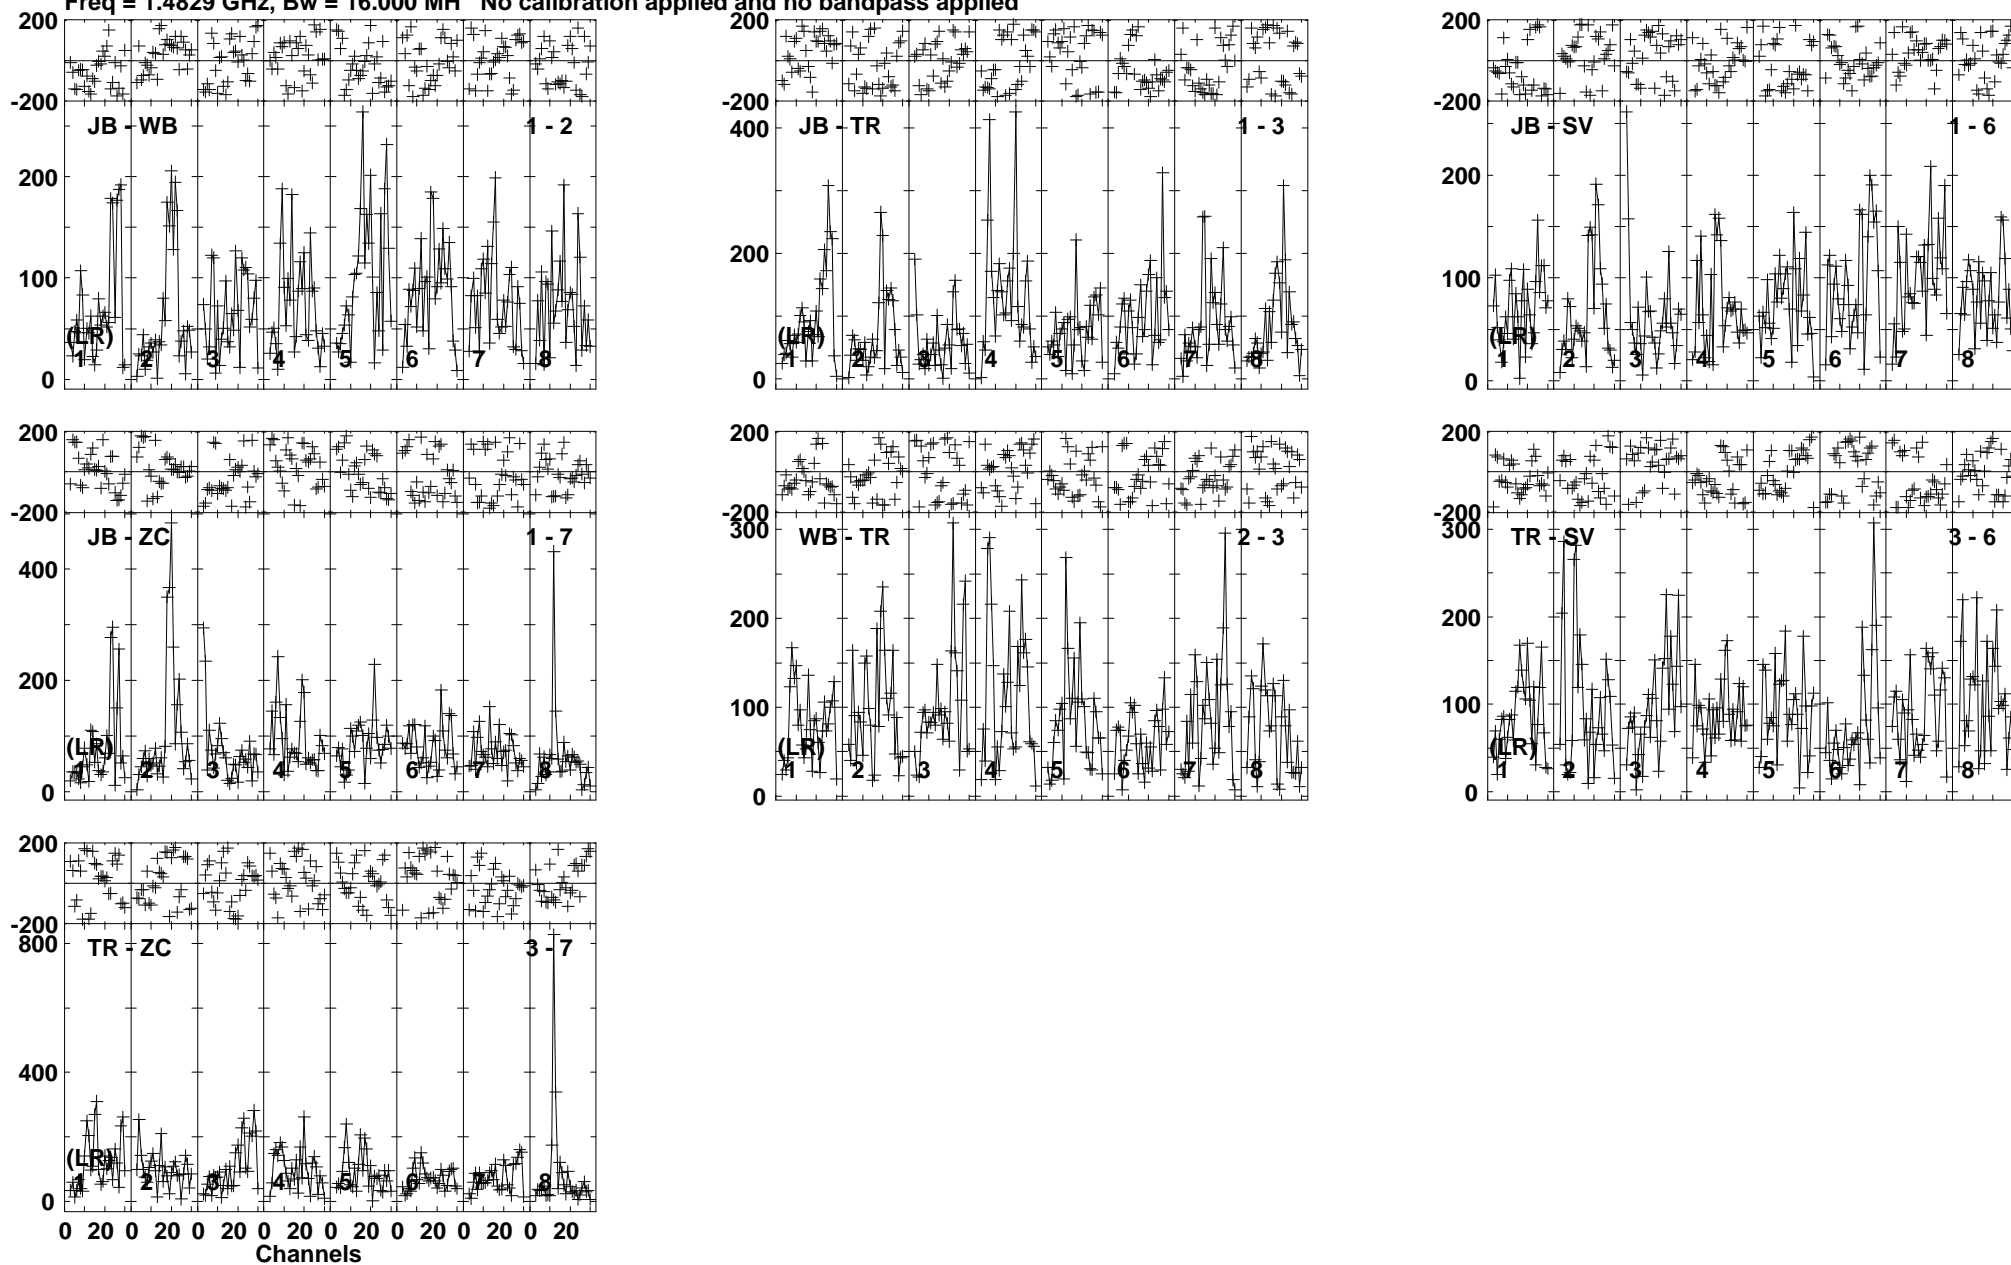 Freq = 1.4829 GHz, Bw = 16.000 MH No calibration applied and no bandpass applied
200 200 200
-200 -200 -200
JB - WB 1 - 2 JB - TR 1 - 3 JB - SV 1 - 6
400
200 200
200
100 100
(LR) (LR) (LR)
1 2 3 4 5 6 7 8 1 2 3 4 5 6 7 8 1 2 3 4 5 6 7 8
0 0 0
200 200 200
-200 -200 -200
JB - ZC 1 - 7 WB - TR 2 - 3 TR - SV 3 - 6
300 300
400
200 200
200
100 100
(LR) (LR) (LR)
1 2 3 4 5 6 7 8 1 2 3 4 5 6 7 8 1 2 3 4 5 6 7 8
0 0 0
200
-200
TR - ZC 3 - 7
800
400
(LR)
1 2 3 4 5 6 7 8
0
0 20 0 20 0 20 0 20 0 20 0 20 0 20 0 20
Channels